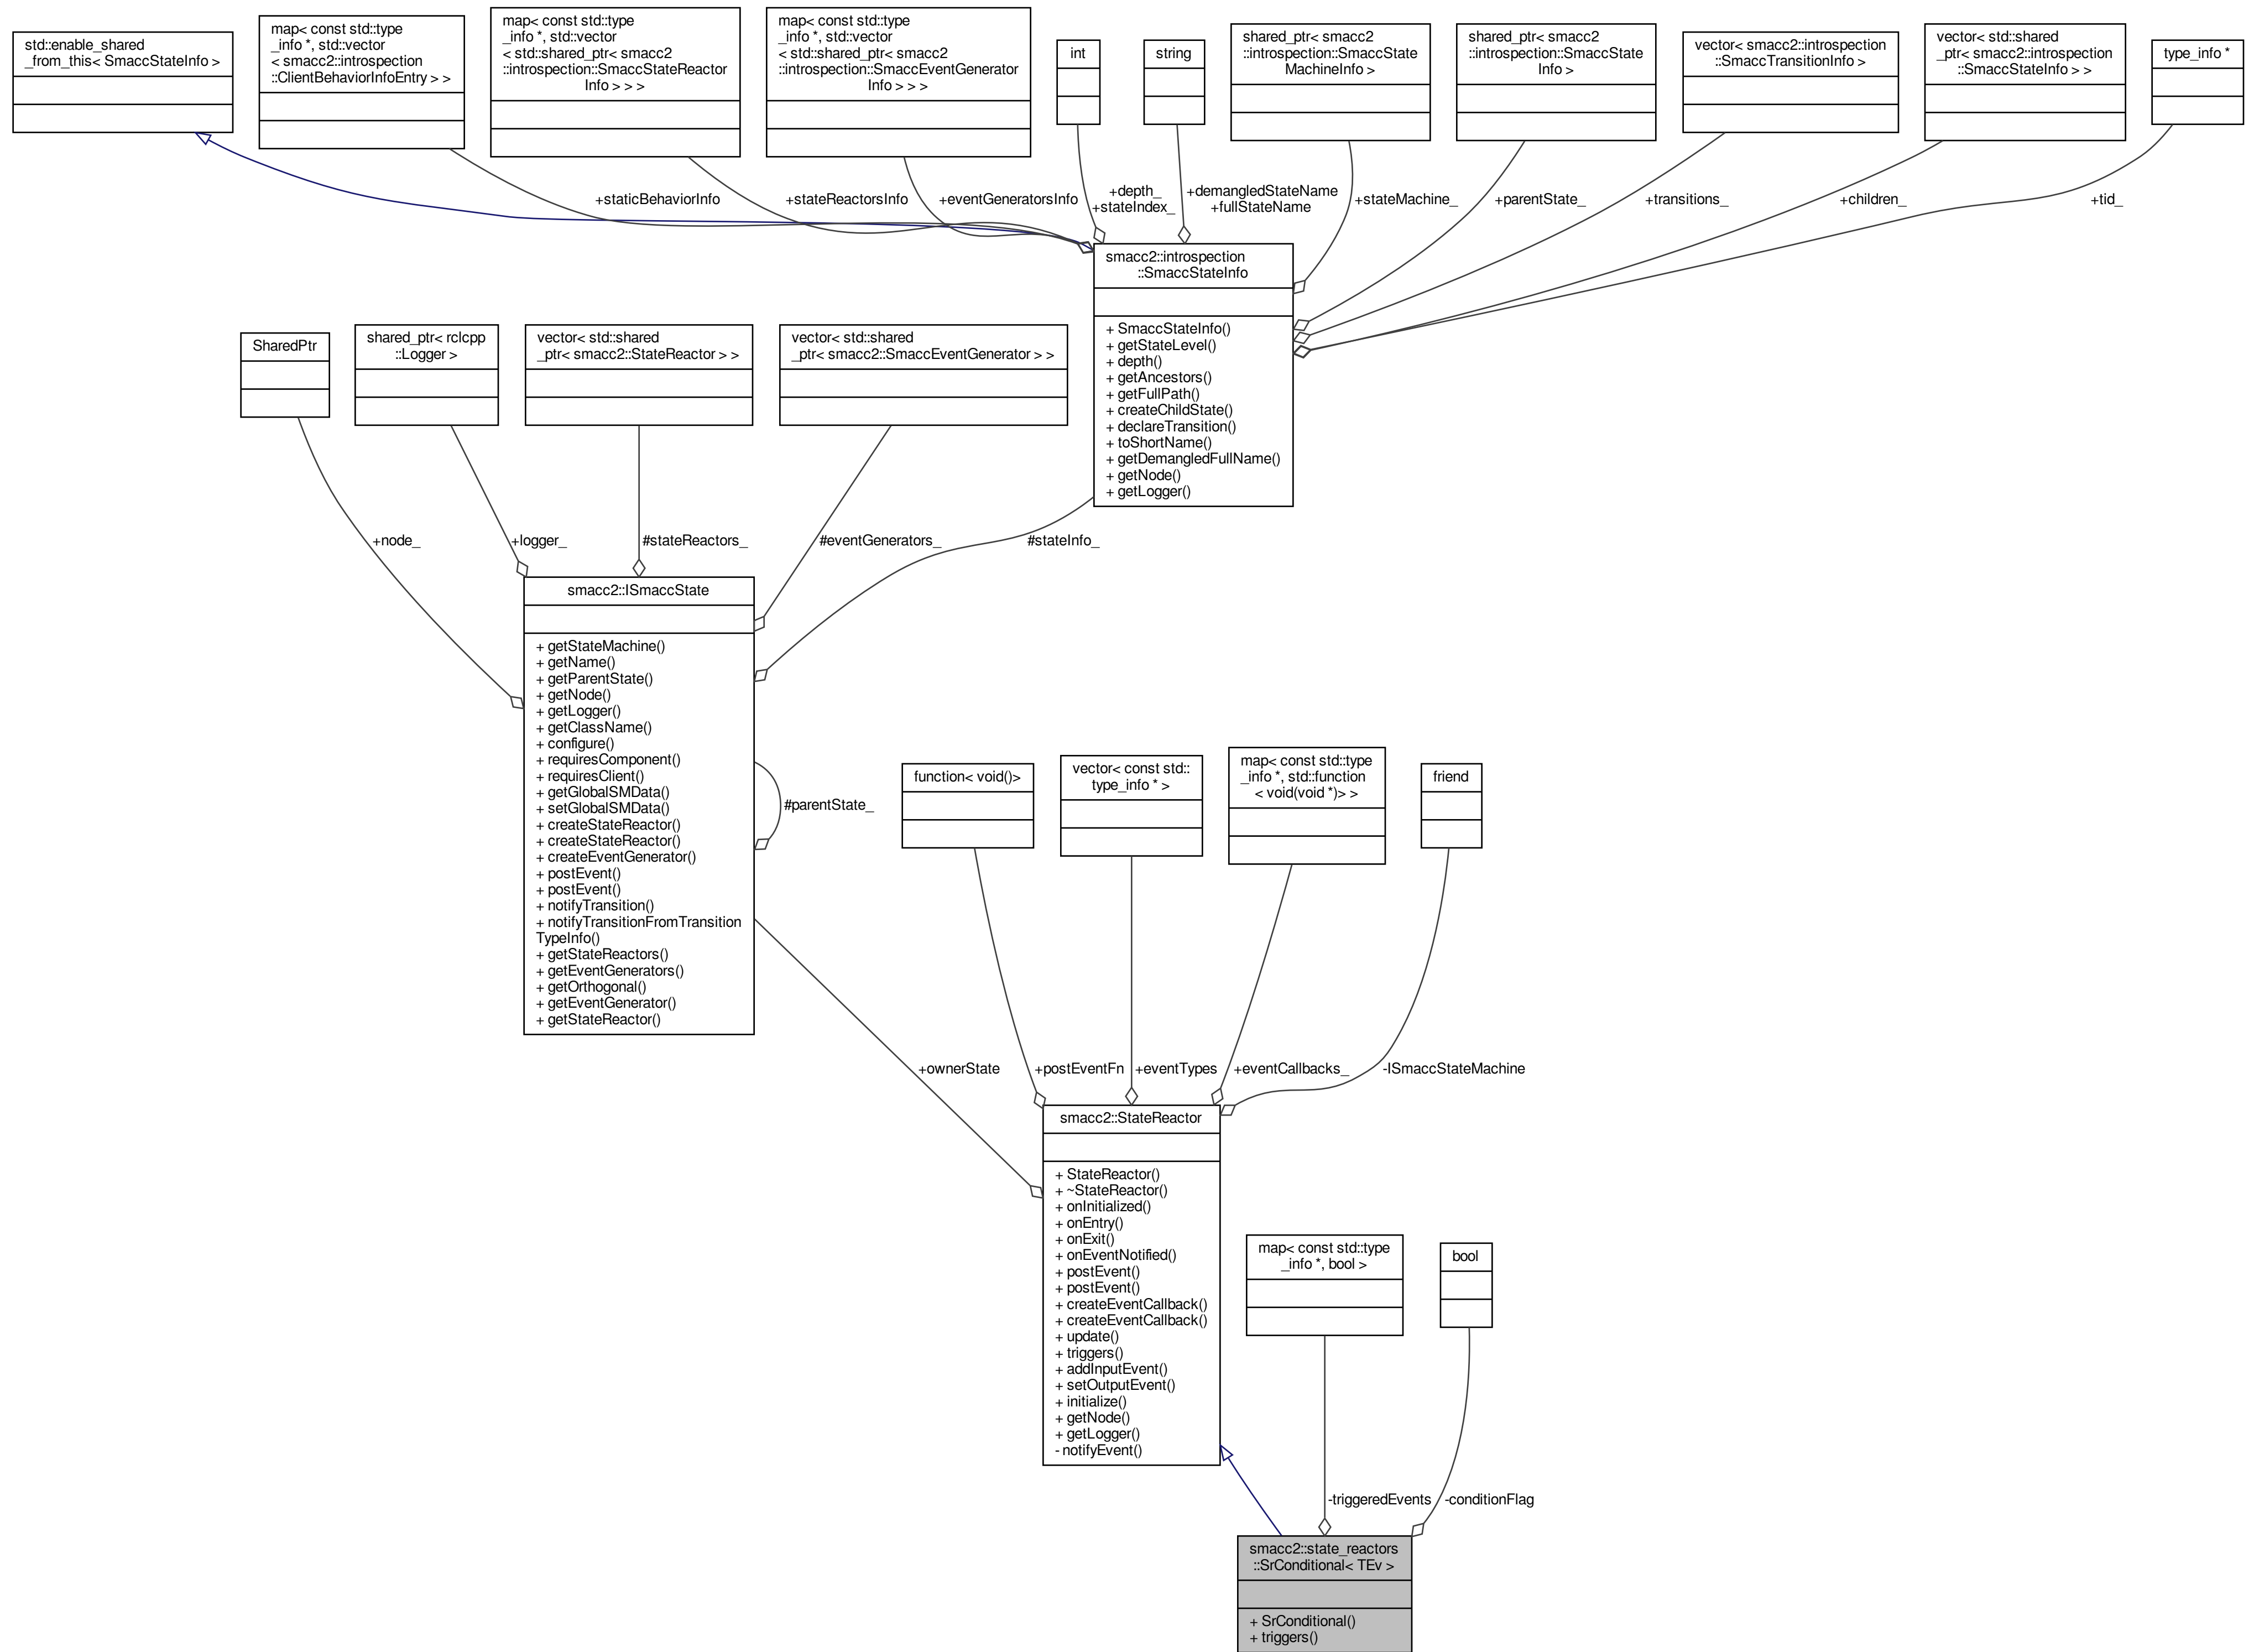 std::enable_shared
_from_this< SmaccStateInfo >
map< const std::type
_info *, std::vector
< smacc2::introspection
::ClientBehaviorInfoEntry > >
map< const std::type
_info *, std::vector
< std::shared_ptr< smacc2
::introspection::SmaccStateReactor
Info > > >
map< const std::type
_info *, std::vector
< std::shared_ptr< smacc2
::introspection::SmaccEventGenerator
Info > > >
int
string
shared_ptr< smacc2
::introspection::SmaccState
MachineInfo >
shared_ptr< smacc2
::introspection::SmaccState
Info >
vector< smacc2::introspection
::SmaccTransitionInfo >
vector< std::shared
_ptr< smacc2::introspection
::SmaccStateInfo > >
type_info *
+staticBehaviorInfo
+stateReactorsInfo
+eventGeneratorsInfo
+depth_
+stateIndex_
+demangledStateName
+fullStateName
+stateMachine_
+parentState_
+transitions_
+children_
+tid_
smacc2::introspection
::SmaccStateInfo
+ SmaccStateInfo()
+ getStateLevel()
+ depth()
+ getAncestors()
+ getFullPath()
+ createChildState()
+ declareTransition()
+ toShortName()
+ getDemangledFullName()
+ getNode()
+ getLogger()
SharedPtr
shared_ptr< rclcpp
::Logger >
vector< std::shared
_ptr< smacc2::StateReactor > >
vector< std::shared
_ptr< smacc2::SmaccEventGenerator > >
+node_
+logger_
#stateReactors_
#eventGenerators_
#stateInfo_
smacc2::ISmaccState
+ getStateMachine()
+ getName()
+ getParentState()
+ getNode()
+ getLogger()
+ getClassName()
+ configure()
+ requiresComponent()
+ requiresClient()
+ getGlobalSMData()
+ setGlobalSMData()
+ createStateReactor()
+ createStateReactor()
+ createEventGenerator()
+ postEvent()
+ postEvent()
+ notifyTransition()
+ notifyTransitionFromTransition
TypeInfo()
+ getStateReactors()
+ getEventGenerators()
+ getOrthogonal()
+ getEventGenerator()
+ getStateReactor()
#parentState_
function< void()>
vector< const std::
type_info * >
map< const std::type
_info *, std::function
< void(void *)> >
friend
+ownerState
+postEventFn
+eventTypes
+eventCallbacks_
-ISmaccStateMachine
smacc2::StateReactor
+ StateReactor()
+ ~StateReactor()
+ onInitialized()
+ onEntry()
+ onExit()
+ onEventNotified()
+ postEvent()
+ postEvent()
+ createEventCallback()
+ createEventCallback()
+ update()
+ triggers()
+ addInputEvent()
+ setOutputEvent()
+ initialize()
+ getNode()
+ getLogger()
- notifyEvent()
map< const std::type
_info *, bool >
bool
-triggeredEvents
-conditionFlag
smacc2::state_reactors
::SrConditional< TEv >
+ SrConditional()
+ triggers()